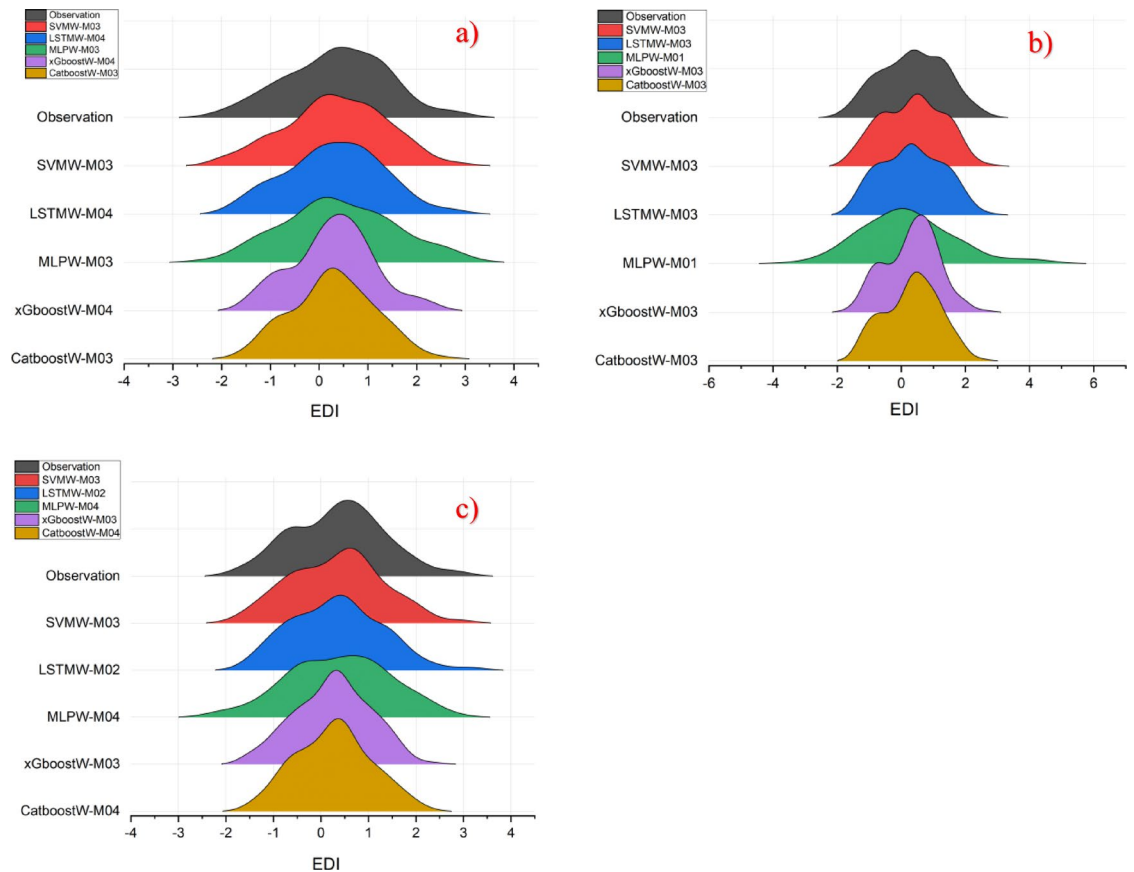 Observation
SVMW-M03
LSTMW-M04
MLPW-M03
xGboostW-M04
CatboostW-M03
a)
Observation
SVMW-M03
LSTMW-M04
MLPW-M03
xGboostW-M04
CatboostW-M03
-4 -3 -2 -1 0 1 2 3 4
EDI
Observation
SVMW-M03
LSTMW-M03
MLPW-M01
xGboostW-M03
CatboostW-M03
b)
Observation
SVMW-M03
LSTMW-M03
MLPW-M01
xGboostW-M03
CatboostW-M03
-6 -4 -2 0 2 4 6
EDI
Observation
SVMW-M03
LSTMW-M02
MLPW-M04
xGboostW-M03
CatboostW-M04
c)
Observation
SVMW-M03
LSTMW-M02
MLPW-M04
xGboostW-M03
CatboostW-M04
-4 -3 -2 -1 0 1 2 3 4
EDI